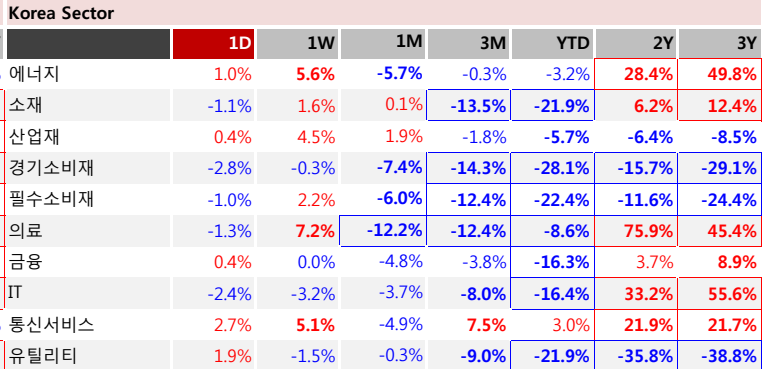 Korea Sector
1D 1W 1M 3M YTD 2Y 3Y
에너지 1.0% 5.6% -5.7% -0.3% -3.2% 28.4% 49.8%
소재 -1.1% 1.6% 0.1% -13.5% -21.9% 6.2% 12.4%
산업재 0.4% 4.5% 1.9% -1.8% -5.7% -6.4% -8.5%
경기소비재 -2.8% -0.3% -7.4% -14.3% -28.1% -15.7% -29.1%
필수소비재 -1.0% 2.2% -6.0% -12.4% -22.4% -11.6% -24.4%
의료 -1.3% 7.2% -12.2% -12.4% -8.6% 75.9% 45.4%
금융 0.4% 0.0% -4.8% -3.8% -16.3% 3.7% 8.9%
IT -2.4% -3.2% -3.7% -8.0% -16.4% 33.2% 55.6%
통신서비스 2.7% 5.1% -4.9% 7.5% 3.0% 21.9% 21.7%
유틸리티 1.9% -1.5% -0.3% -9.0% -21.9% -35.8% -38.8%